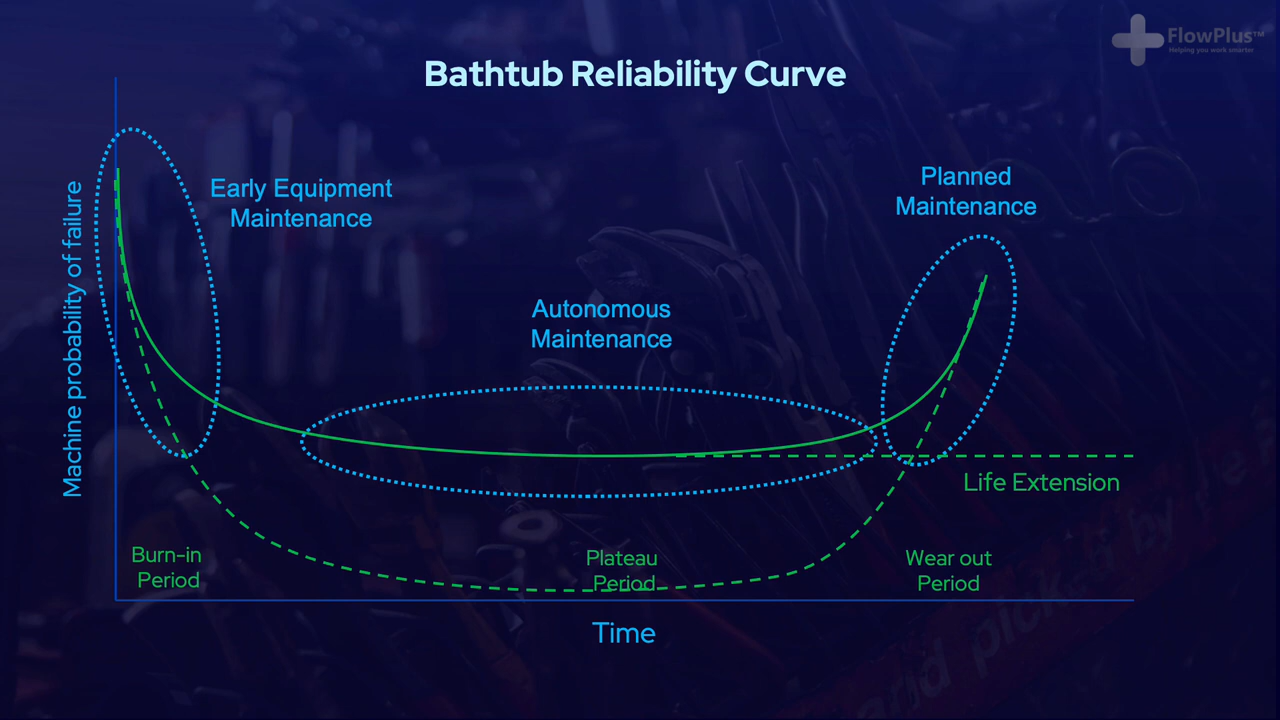 FlowPlus™
Helping you work smarter
Bathtub Reliability Curve
Machine probability of failure
Early Equipment
Maintenance
Autonomous
Maintenance
Planned
Maintenance
Life Extension
Burn-in
Period
Plateau
Period
Wear out
Period
Time